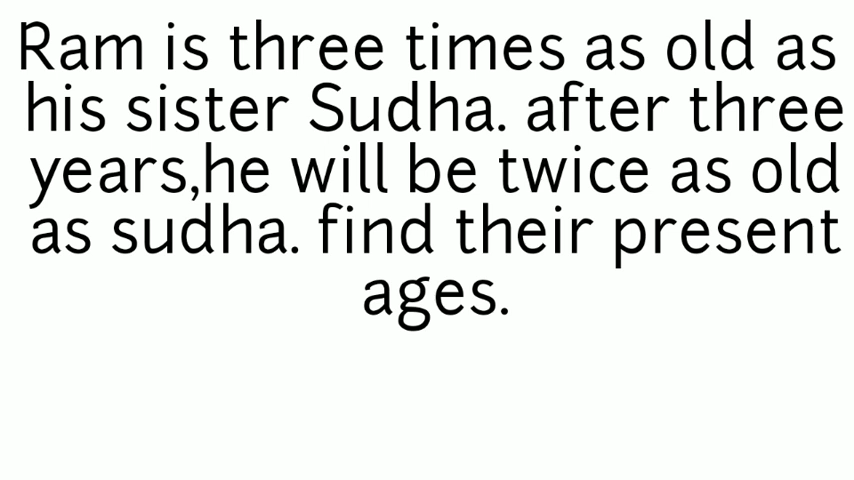 Ram is three times as old as
his sister Sudha. after three
years,he will be twice as old
as sudha. find their present
ages.